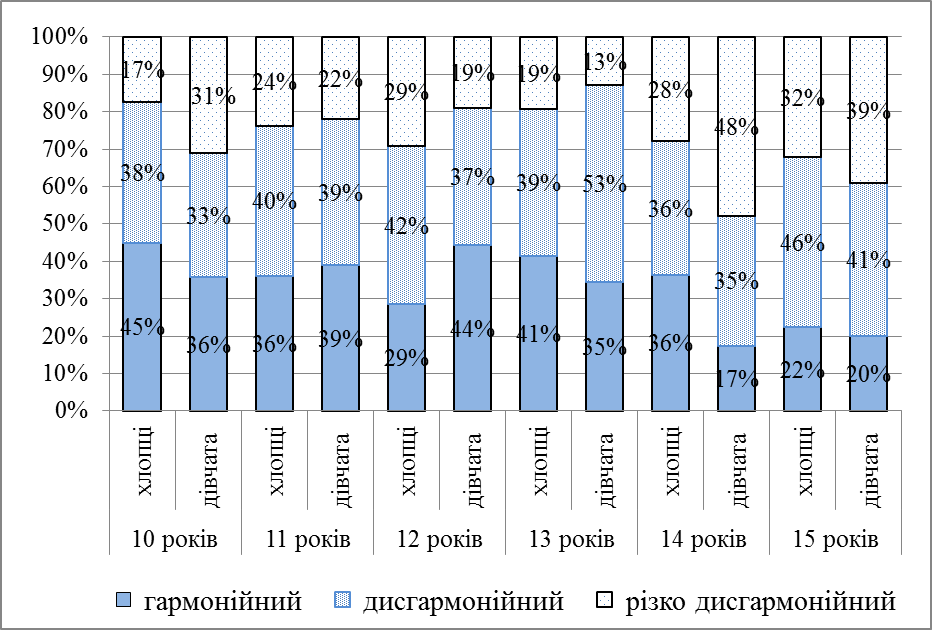 100%
90%
80%
70%
60%
50%
40%
30%
20%
10%
0%
17% 31% 24% 22% 29% 19% 19% 13% 28% 48% 32% 39%
38% 33% 40% 39% 42% 37% 39% 53% 36% 35% 46% 41%
45% 36% 36% 39% 29% 44% 41% 35% 36% 17% 22% 20%
хлопці дівчата хлопці дівчата хлопці дівчата хлопці дівчата хлопці дівчата хлопці дівчата
10 років 11 років 12 років 13 років 14 років 15 років
гармонійний дисгармонійний різко дисгармонійний